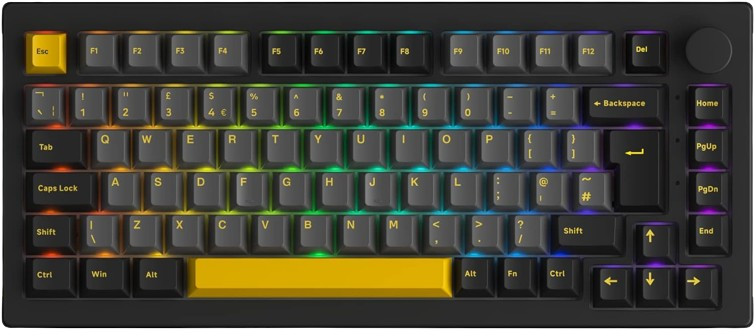 Esc F1 F2 F3 F4 F5 F6 F7 F8 F9 F10 F11 F12 Del
¬ ! " £ $ % ^ & * ( ) _ +
` ¦ 1 2 3 4 € 5 6 7 8 9 0 - = ← Backspace Home
Tab Q W E R T Y U I O P { [ } ] ↵ PgUp
Caps Lock A S D F G H J K L : ; @ ' ~ # PgDn
Shift | \ Z X C V B N M < , > . ? / Shift ↑ End
Ctrl Win Alt Alt Fn Ctrl ← ↓ →